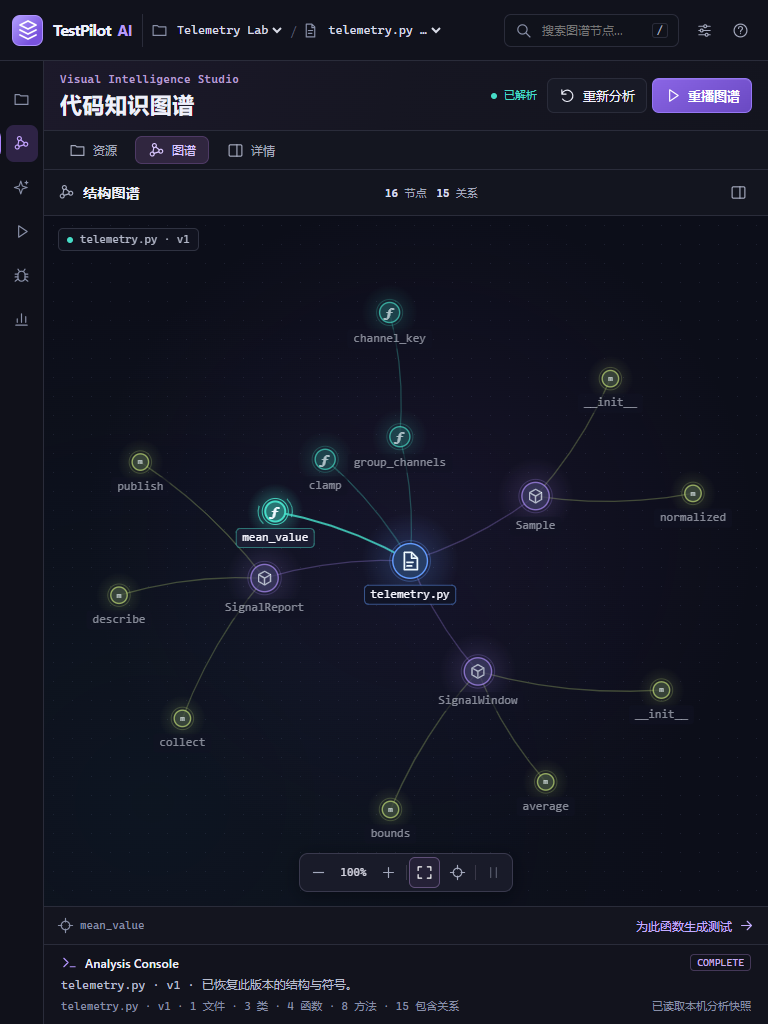 TestPilot AI Telemetry Lab / telemetry.py … 搜索图谱节点... /
Visual Intelligence Studio
代码知识图谱
已解析 重新分析 重播图谱
资源 图谱 详情
结构图谱 16 节点 15 关系
telemetry.py · v1
channel_key
__init__
group_channels
clamp
publish
normalized
Sample
mean_value
telemetry.py
SignalReport
describe
SignalWindow
__init__
collect
average
bounds
100%
mean_value 为此函数生成测试
Analysis Console COMPLETE
telemetry.py · v1 · 已恢复此版本的结构与符号。
telemetry.py · v1 · 1 文件 · 3 类 · 4 函数 · 8 方法 · 15 包含关系 已读取本机分析快照